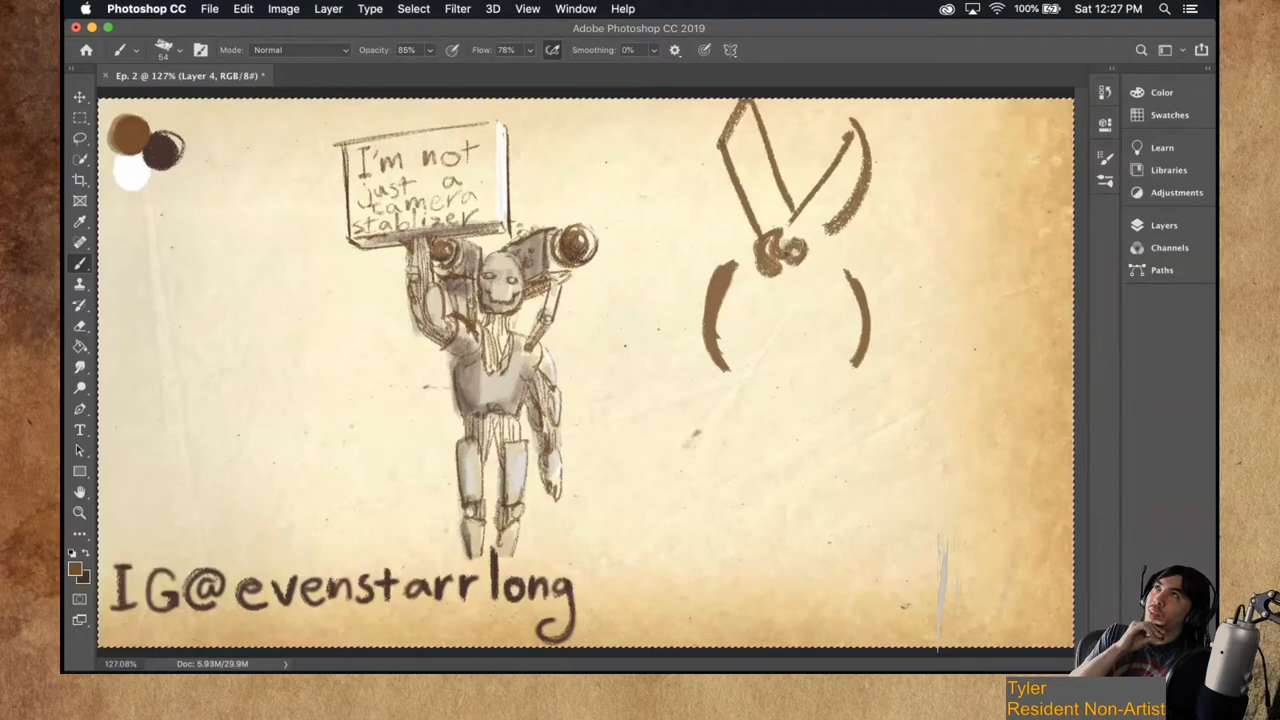 Photoshop CC File Edit Image Layer Type Select Filter 3D View Window Help 100% Sat 12:27 PM
Adobe Photoshop CC 2019
54 Mode: Normal Opacity: 85% Flow: 78% Smoothing: 0%
× Ep. 2 @ 127% (Layer 4, RGB/8#) *
Color
Swatches
Learn
Libraries
Adjustments
Layers
Channels
Paths
I'm not
just a
camera
stablizer
IG@evenstarrlong
127.08% Doc: 5.93M/29.9M
Tyler
Resident Non-Artist